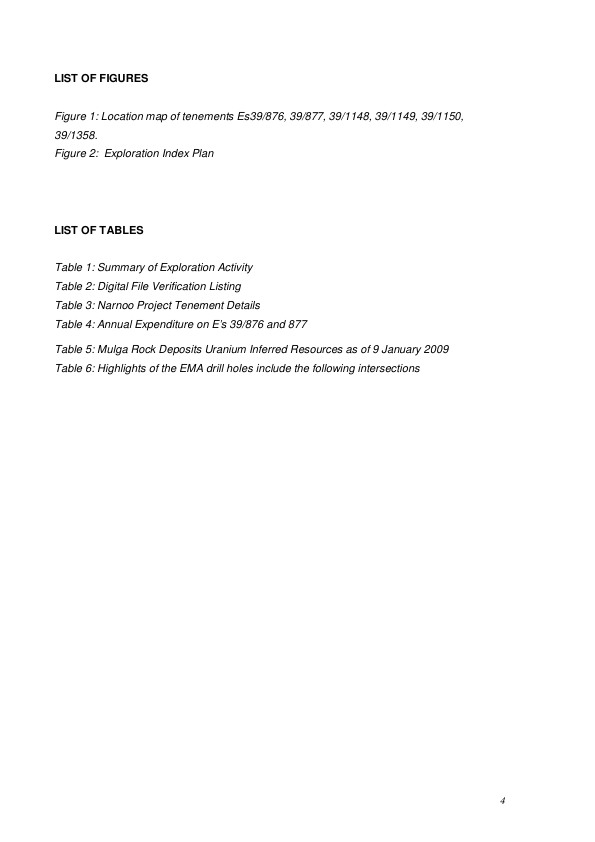 LIST OF FIGURES
Figure 1: Location map of tenements Es39/876, 39/877, 39/1148, 39/1149, 39/1150,
39/1358.
Figure 2:  Exploration Index Plan
LIST OF TABLES
Table 1: Summary of Exploration Activity
Table 2: Digital File Verification Listing
Table 3: Narnoo Project Tenement Details
Table 4: Annual Expenditure on E's 39/876 and 877
Table 5: Mulga Rock Deposits Uranium Inferred Resources as of 9 January 2009
Table 6: Highlights of the EMA drill holes include the following intersections
4